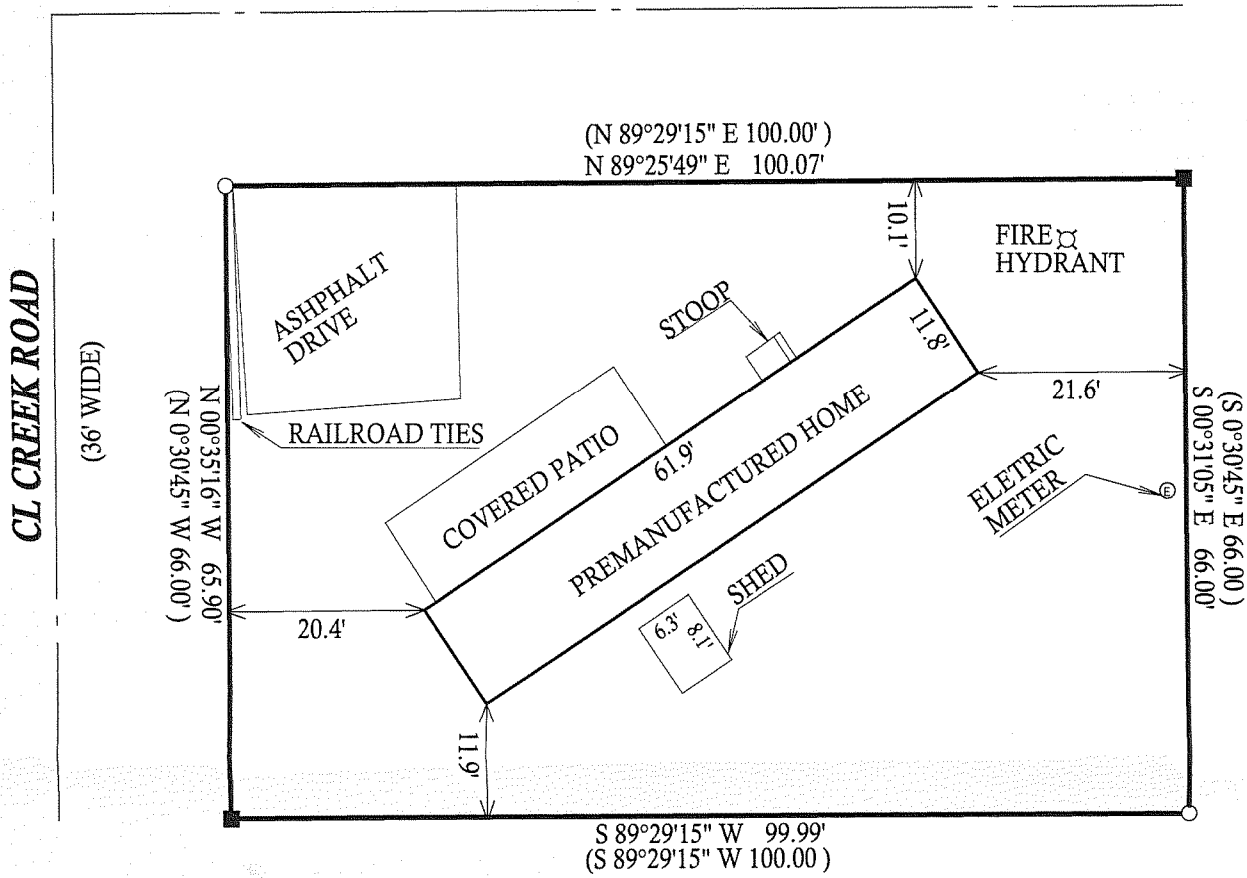 (N 89°29'15" E 100.00' )
N 89°25'49" E 100.07'
10.1'
FIRE
HYDRANT
ASHPHALT
DRIVE
STOOP
11.8'
CL CREEK ROAD
(36' WIDE)
N 00°35'16" W 65.90'
(N 0°30'45" W 66.00' )
RAILROAD TIES
21.6'
(S 0°30'45" E 66.00 )
S 00°31'05" E 66.00'
COVERED PATIO
61.9'
PREMANUFACTURED HOME
ELETRIC
METER
E
SHED
6.3'
8.1'
20.4'
11.9'
S 89°29'15" W 99.99'
(S 89°29'15" W 100.00 )